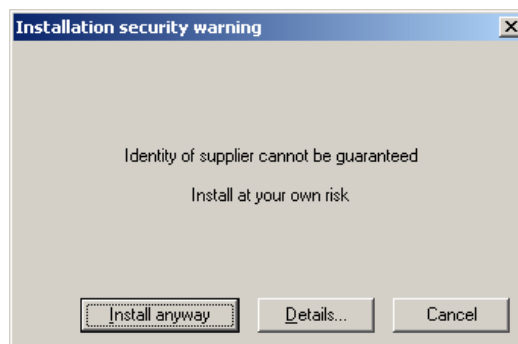 Installation security warning
Identity of supplier cannot be guaranteed
Install at your own risk
Install anyway
Details...
Cancel